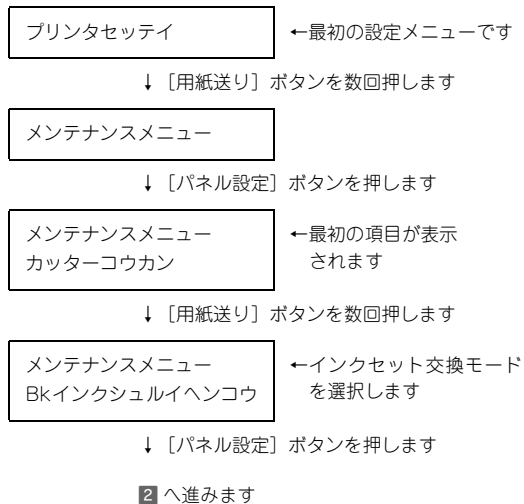 プリンタセッテイ ←最初の設定メニューです
↓［用紙送り］ボタンを数回押します
メンテナンスメニュー
↓［パネル設定］ボタンを押します
メンテナンスメニュー ←最初の項目が表示
カッターコウカン されます
↓［用紙送り］ボタンを数回押します
メンテナンスメニュー ←インクセット交換モード
Bkインクシュルイヘンコウ を選択します
↓［パネル設定］ボタンを押します
2 へ進みます